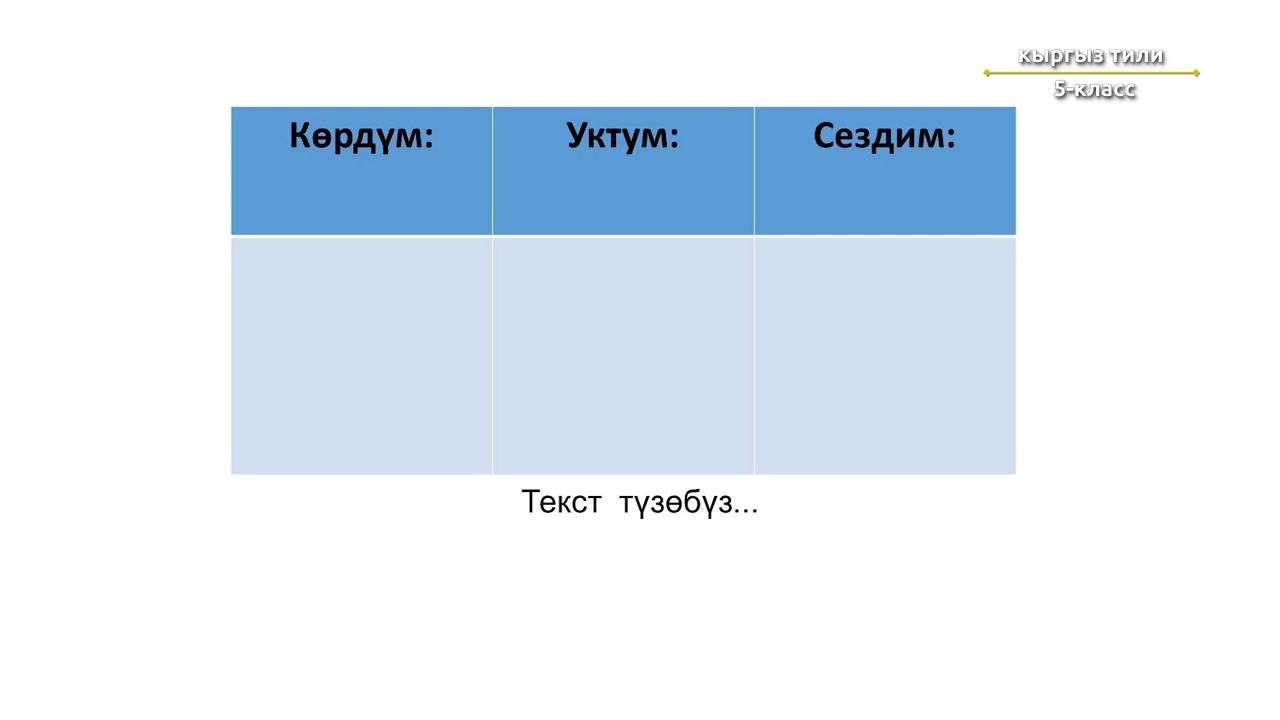 кыргыз тили
5-класс
Көрдүм: Уктум: Сездим:
Текст түзөбүз...